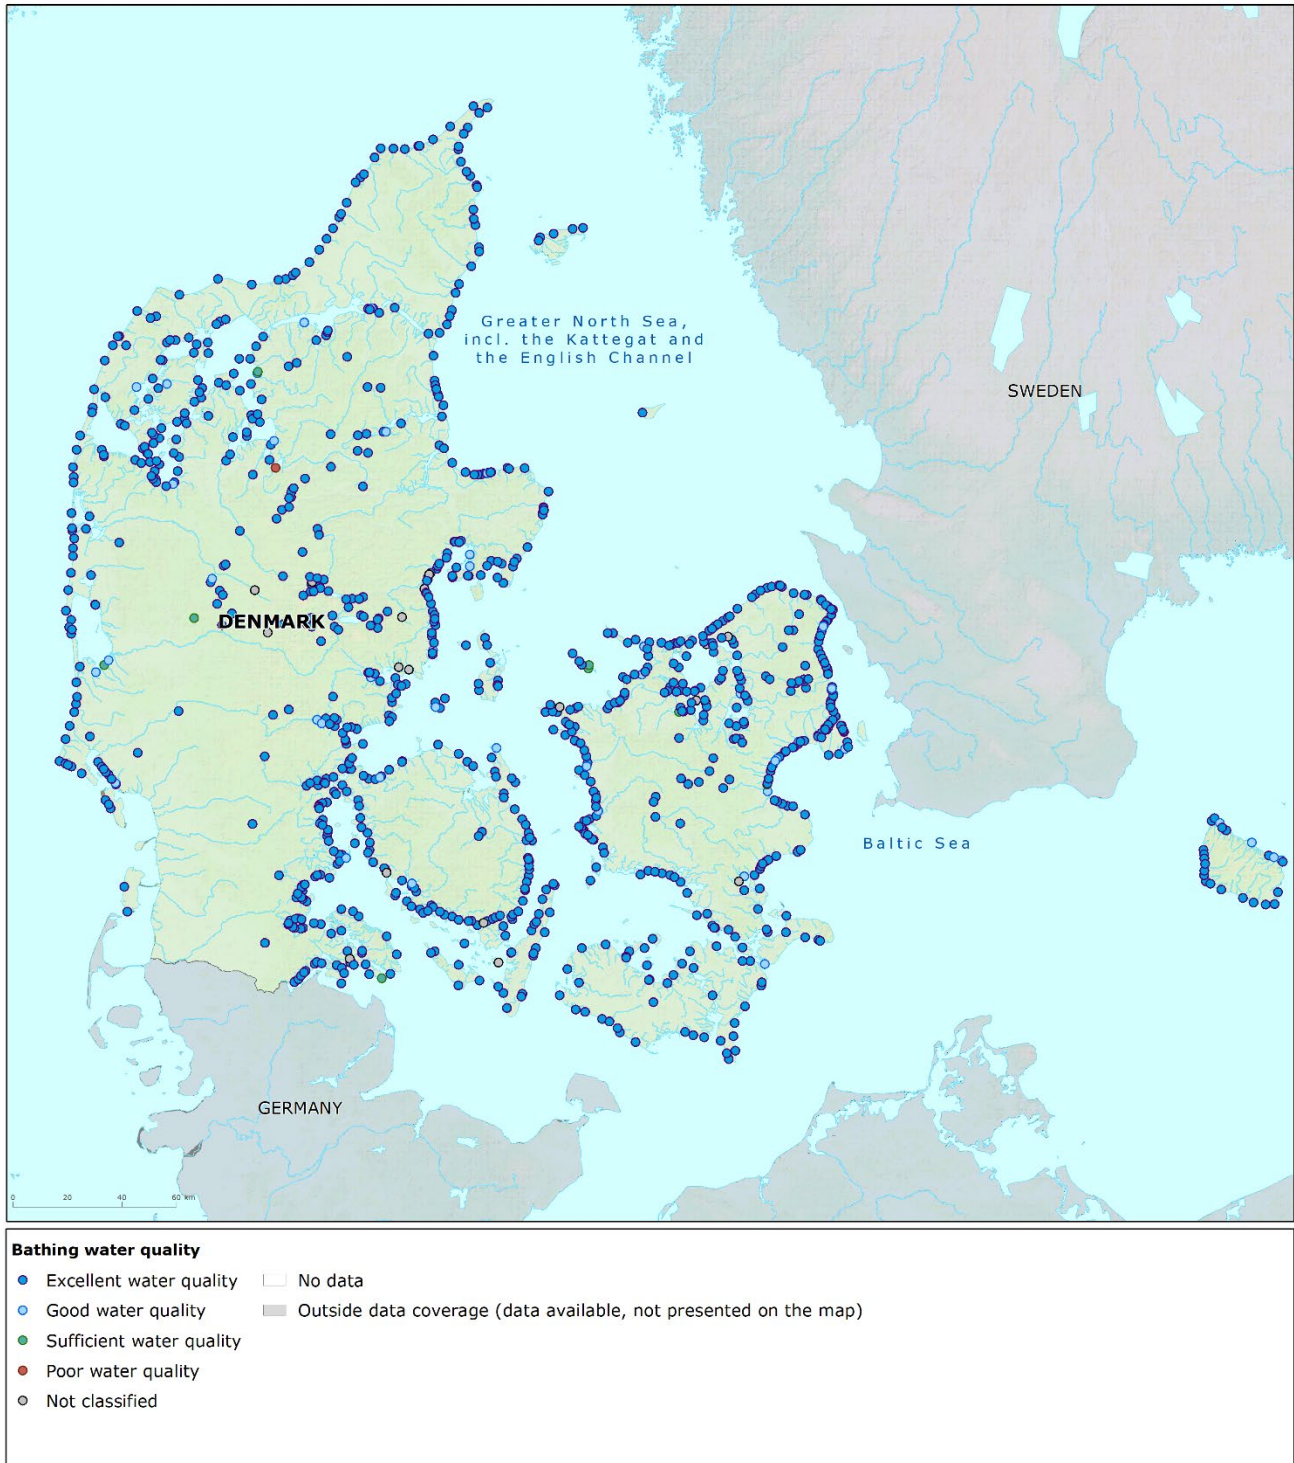 Greater North Sea,
incl. the Kattegat and
the English Channel
SWEDEN
DENMARK
Baltic Sea
GERMANY
0 20 40 60 km
Bathing water quality
Excellent water quality No data
Good water quality Outside data coverage (data available, not presented on the map)
Sufficient water quality
Poor water quality
Not classified